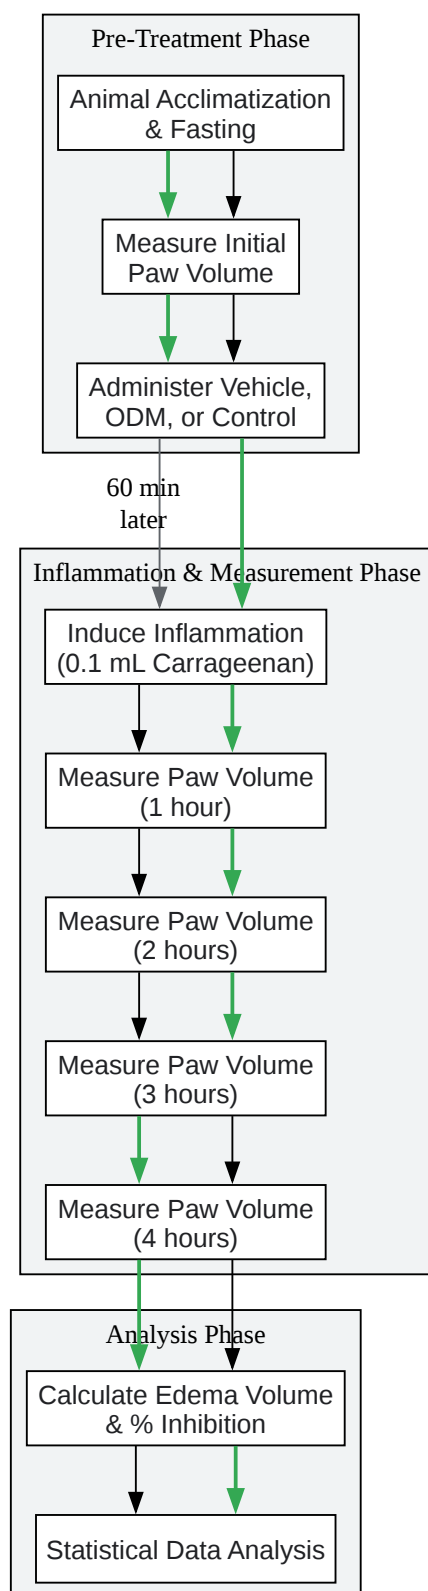 Pre-Treatment Phase
Animal Acclimatization
& Fasting
Measure Initial
Paw Volume
Administer Vehicle,
ODM, or Control
60 min
later
Inflammation & Measurement Phase
Induce Inflammation
(0.1 mL Carrageenan)
Measure Paw Volume
(1 hour)
Measure Paw Volume
(2 hours)
Measure Paw Volume
(3 hours)
Measure Paw Volume
(4 hours)
Analysis Phase
Calculate Edema Volume
& % Inhibition
Statistical Data Analysis